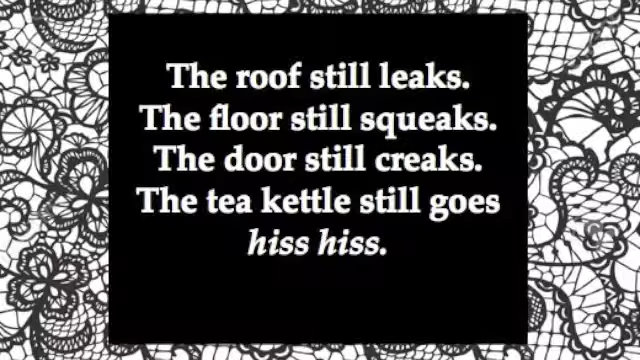 The roof still leaks.
The floor still squeaks.
The door still creaks.
The tea kettle still goes
hiss hiss.